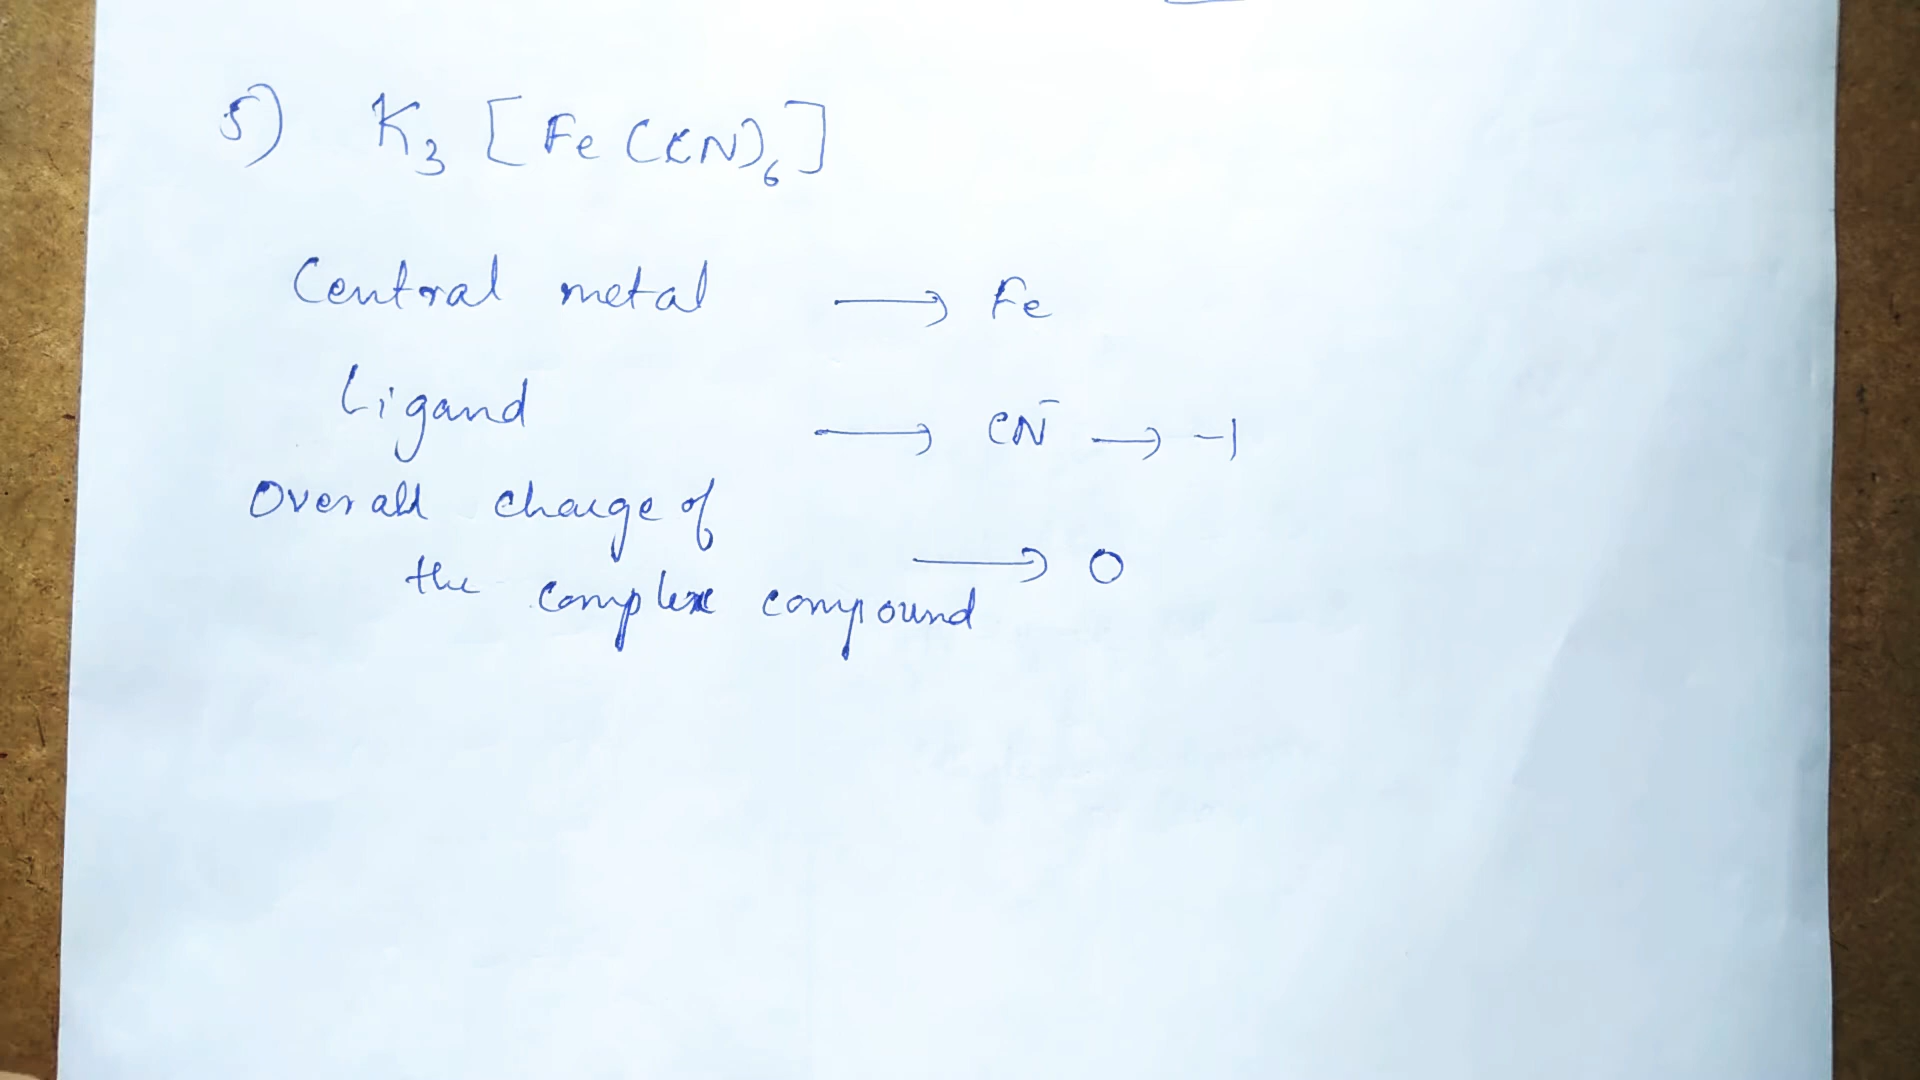 5) K₃ [Fe(CN)₆]
Central metal → Fe
Ligand → CN⁻ → -1
Overall charge of
the complex compound → 0